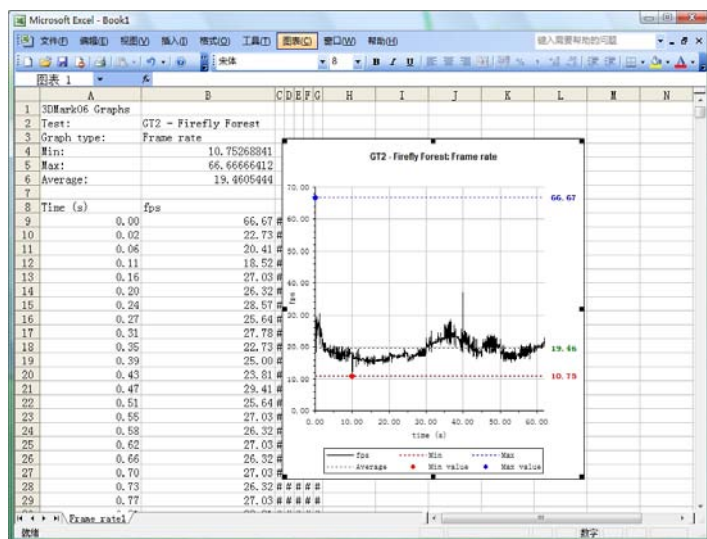 Microsoft Excel - Book1
文件(F) 编辑(E) 视图(V) 插入(I) 格式(O) 工具(T) 图表(C) 窗口(W) 帮助(H) 键入需要帮助的问题
宋体 8 B I U
图表 1 fx
A B C D E F G H I J K L M N
1 3DMark06 Graphs
2 Test: GT2 - Firefly Forest
3 Graph type: Frame rate
4 Min: 10.75268841
5 Max: 66.66666412
6 Average: 19.4605444
7
8 Time (s) fps
9 0.00 66.67 #
10 0.02 22.73 #
11 0.06 20.41 #
12 0.11 18.52 #
13 0.16 27.03 #
14 0.20 26.32 #
15 0.24 28.57 #
16 0.27 25.64 #
17 0.31 27.78 #
18 0.35 22.73 #
19 0.39 25.00 #
20 0.43 23.81 #
21 0.47 29.41 #
22 0.51 25.64 #
23 0.55 27.03 #
24 0.58 26.32 #
25 0.62 27.03 #
26 0.66 26.32 #
27 0.70 27.03 #
28 0.73 26.32 # # # # #
29 0.77 27.03 # # # # #
GT2 - Firefly Forest: Frame rate
70.00
60.00
50.00
40.00
30.00
20.00
10.00
0.00
fps
66.67
19.46
10.75
0.00 10.00 20.00 30.00 40.00 50.00 60.00
time (s)
fps Min Max
Average Min value Max value
Frame rate1
就绪 数字